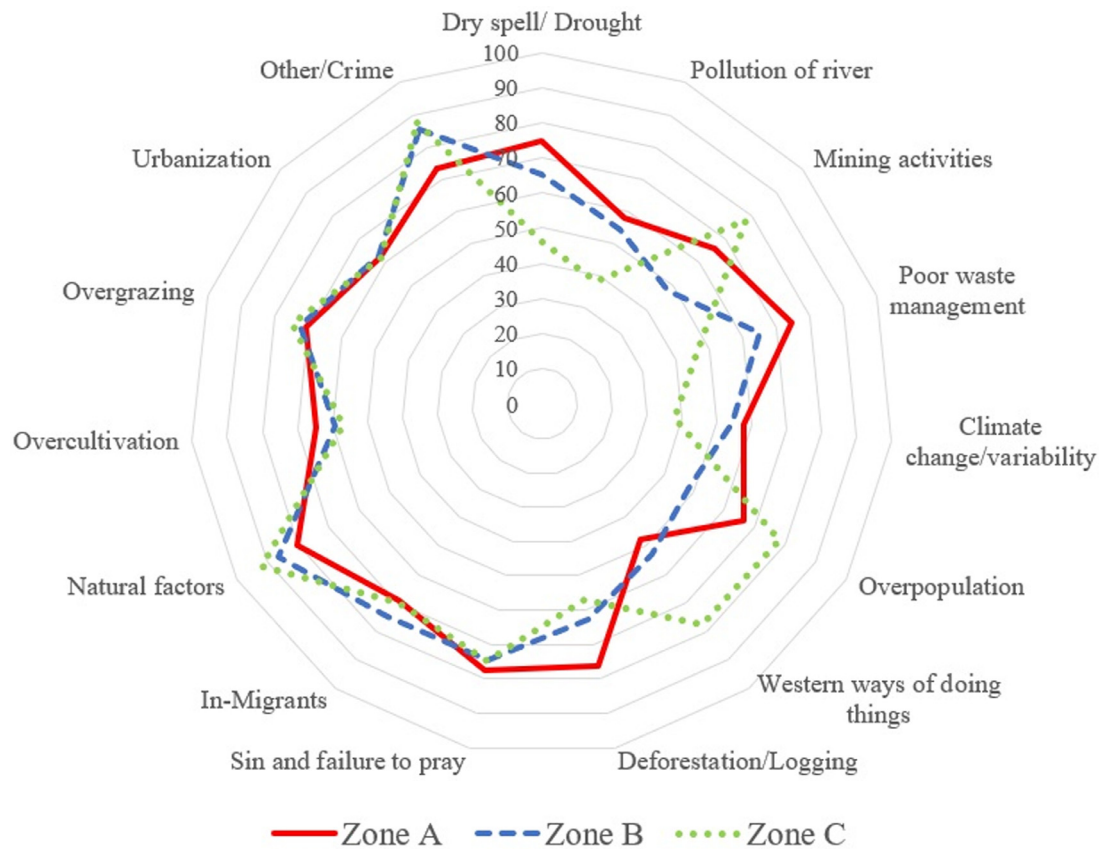 Dry spell/ Drought
Pollution of river
Mining activities
Poor waste
management
Climate
change/variability
Overpopulation
Western ways of doing
things
Deforestation/Logging
Sin and failure to pray
In-Migrants
Natural factors
Overcultivation
Overgrazing
Urbanization
Other/Crime
100
90
80
70
60
50
40
30
20
10
0
Zone A
Zone B
Zone C